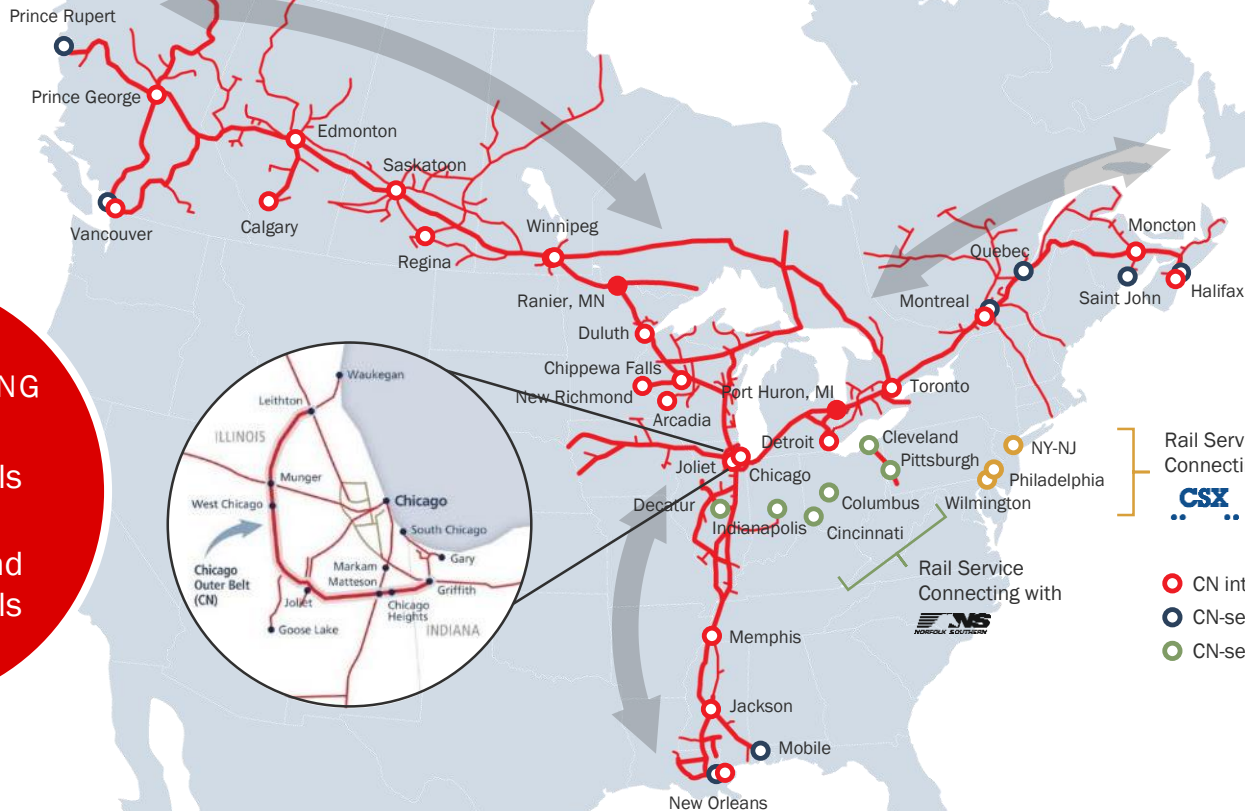 Prince Rupert
Prince George
Edmonton
Saskatoon
Vancouver
Calgary
Regina
Winnipeg
Ranier, MN
Duluth
Chippewa Falls
New Richmond
Arcadia
Port Huron, MI
Toronto
Montreal
Quebec
Moncton
Saint John
Halifax
Detroit
Joliet
Chicago
Cleveland
Pittsburgh
NY-NJ
Philadelphia
Wilmington
Decatur
Indianapolis
Columbus
Cincinnati
Memphis
Jackson
Mobile
New Orleans
Rail Serv
Connecti
CSX
Rail Service
Connecting with
NS
NORFOLK SOUTHERN
CN int
CN-se
CN-se
NG
ls
nd
ls
Waukegan
Leithton
ILLINOIS
Munger
West Chicago
Chicago
South Chicago
Gary
Markam
Matteson
Griffith
Chicago
Outer Belt
(CN)
Joliet
Chicago
Heights
Goose Lake
INDIANA